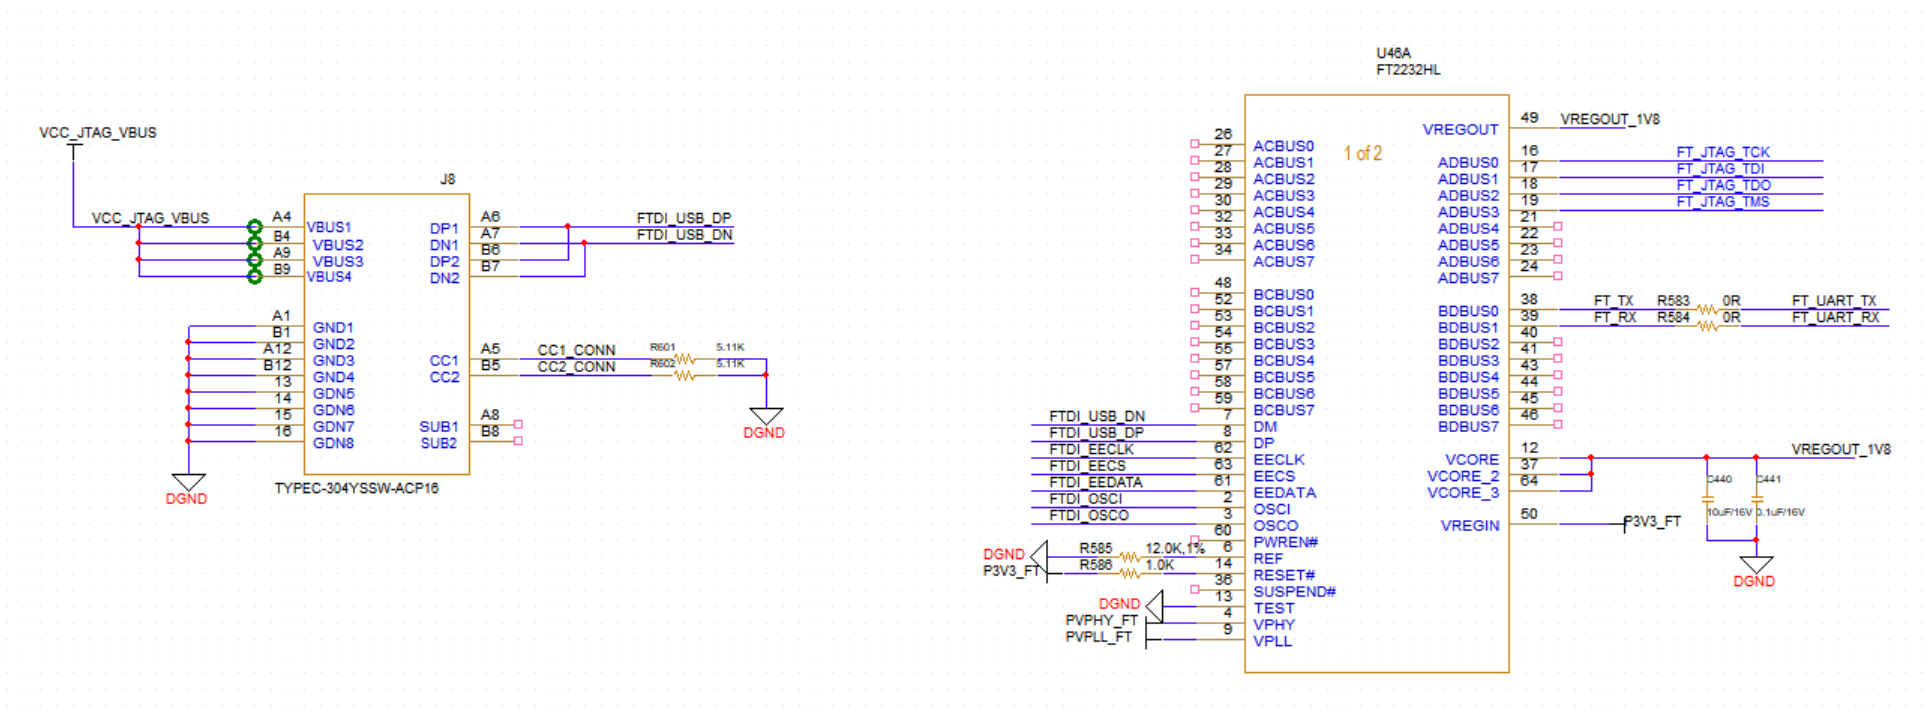 VCC_JTAG_VBUS
J8
VCC_JTAG_VBUS
A4 VBUS1
B4 VBUS2
A9 VBUS3
B9 VBUS4
A1 GND1
B1 GND2
A12 GND3
B12 GND4
13 GDN5
14 GDN6
15 GDN7
16 GDN8
DGND
DP1 A6 FTDI_USB_DP
DN1 A7 FTDI_USB_DN
DP2 B6
DN2 B7
CC1 A5 CC1_CONN R601 5.11K
CC2 B5 CC2_CONN R602 5.11K
DGND
SUB1 A8
SUB2 B8
TYPEC-304YSSW-ACP16
U46A
FT2232HL
1 of 2
26 ACBUS0
27 ACBUS1
28 ACBUS2
29 ACBUS3
30 ACBUS4
32 ACBUS5
33 ACBUS6
34 ACBUS7
48 BCBUS0
52 BCBUS1
53 BCBUS2
54 BCBUS3
55 BCBUS4
57 BCBUS5
58 BCBUS6
59 BCBUS7
FTDI_USB_DN 7 DM
FTDI_USB_DP 8 DP
FTDI_EECLK 62 EECLK
FTDI_EECS 63 EECS
FTDI_EEDATA 61 EEDATA
FTDI_OSCI 2 OSCI
FTDI_OSCO 3 OSCO
60 PWREN#
DGND R585 12.0K,1% 6 REF
P3V3_FT R586 1.0K 14 RESET#
36 SUSPEND#
DGND 13 TEST
PVPHY_FT 4 VPHY
PVPLL_FT 9 VPLL
VREGOUT 49 VREGOUT_1V8
ADBUS0 16 FT_JTAG_TCK
ADBUS1 17 FT_JTAG_TDI
ADBUS2 18 FT_JTAG_TDO
ADBUS3 19 FT_JTAG_TMS
ADBUS4 21
ADBUS5 22
ADBUS6 23
ADBUS7 24
BDBUS0 38 FT_TX R583 0R FT_UART_TX
BDBUS1 39 FT_RX R584 0R FT_UART_RX
BDBUS2 40
BDBUS3 41
BDBUS4 43
BDBUS5 44
BDBUS6 45
BDBUS7 46
VCORE 12 VREGOUT_1V8
VCORE_2 37
VCORE_3 64
C440 C441
10uF/16V 0.1uF/16V
VREGIN 50 P3V3_FT
DGND